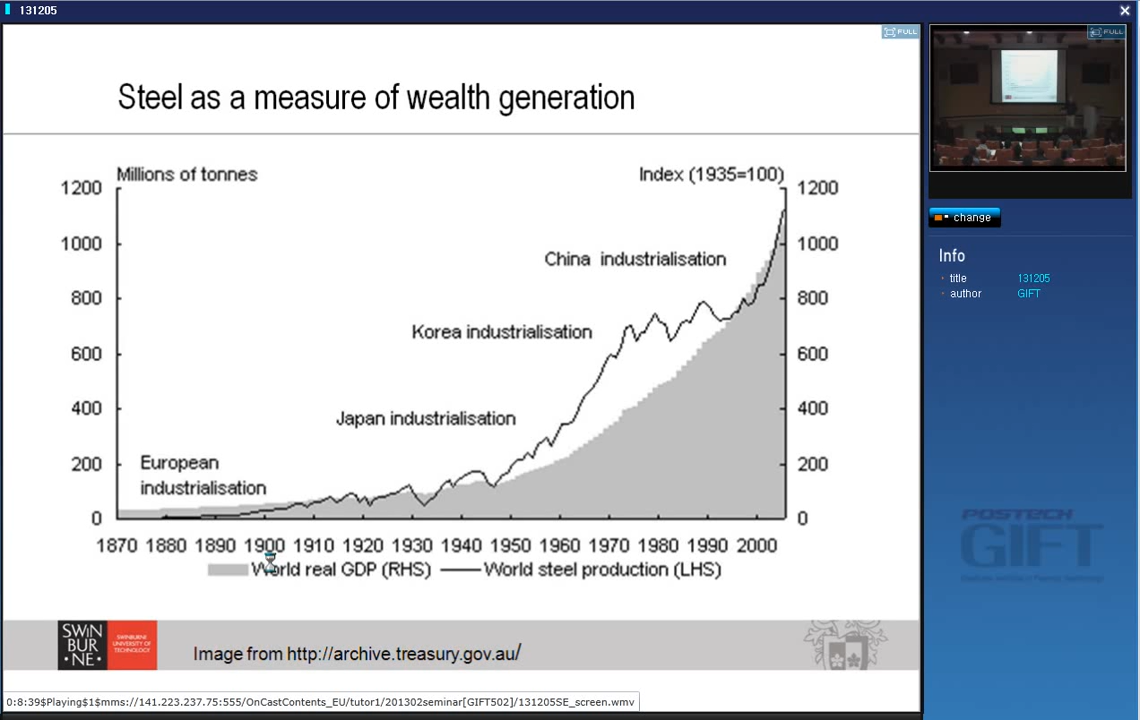 131205
FULL
FULL
Steel as a measure of wealth generation
Millions of tonnes
Index (1935=100)
1200
1000
800
600
400
200
0
1200
1000
800
600
400
200
0
China industrialisation
Korea industrialisation
Japan industrialisation
European
industrialisation
1870 1880 1890 1900 1910 1920 1930 1940 1950 1960 1970 1980 1990 2000
World real GDP (RHS) World steel production (LHS)
SWIN
BUR
•NE•
SWINBURNE
UNIVERSITY OF
TECHNOLOGY
Image from http://archive.treasury.gov.au/
0:8:39$Playing$1$mms://141.223.237.75:555/OnCastContents_EU/tutor1/201302seminar[GIFT502]/131205SE_screen.wmv
change
Info
title 131205
author GIFT
POSTECH
GIFT